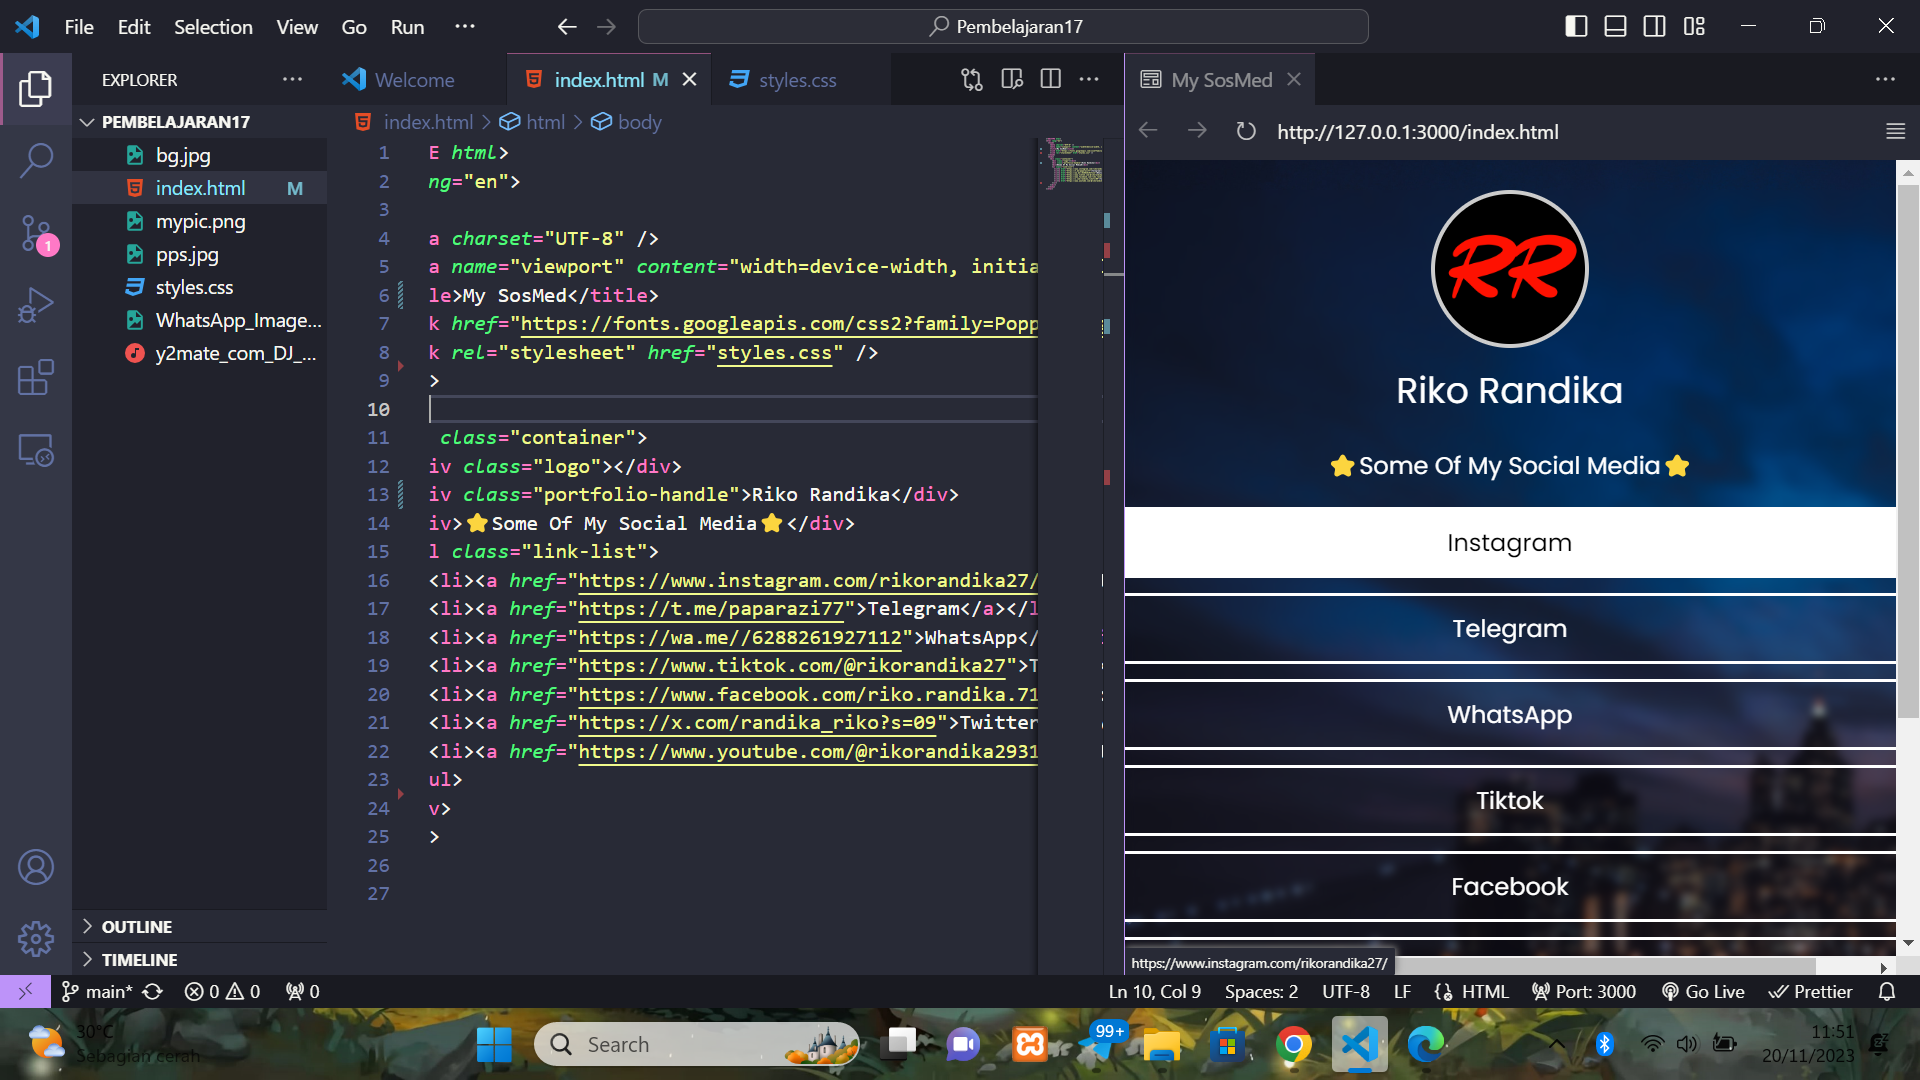 File Edit Selection View Go Run ···
Pembelajaran17
EXPLORER ···
Welcome
index.html M
styles.css
My SosMed
PEMBELAJARAN17
bg.jpg
index.html M
mypic.png
pps.jpg
styles.css
WhatsApp_Image...
y2mate_com_DJ_...
1
OUTLINE
TIMELINE
index.html > html > body
1 E html>
2 ng="en">
3
4 a charset="UTF-8" />
5 a name="viewport" content="width=device-width, initia
6 le>My SosMed</title>
7 k href="https://fonts.googleapis.com/css2?family=Popp
8 k rel="stylesheet" href="styles.css" />
9 >
10
11 class="container">
12 iv class="logo"></div>
13 iv class="portfolio-handle">Riko Randika</div>
14 iv>⭐Some Of My Social Media⭐</div>
15 l class="link-list">
16 <li><a href="https://www.instagram.com/rikorandika27/
17 <li><a href="https://t.me/paparazi77">Telegram</a></l
18 <li><a href="https://wa.me//6288261927112">WhatsApp</
19 <li><a href="https://www.tiktok.com/@rikorandika27">T
20 <li><a href="https://www.facebook.com/riko.randika.71
21 <li><a href="https://x.com/randika_riko?s=09">Twitter
22 <li><a href="https://www.youtube.com/@rikorandika2931
23 ul>
24 v>
25 >
26
27
http://127.0.0.1:3000/index.html
RR
Riko Randika
⭐Some Of My Social Media⭐
Instagram
Telegram
WhatsApp
Tiktok
Facebook
https://www.instagram.com/rikorandika27/
main* 0 0 0
Ln 10, Col 9 Spaces: 2 UTF-8 LF HTML Port: 3000 Go Live Prettier
30°C
Sebagian cerah
Search
99+
11:51
20/11/2023